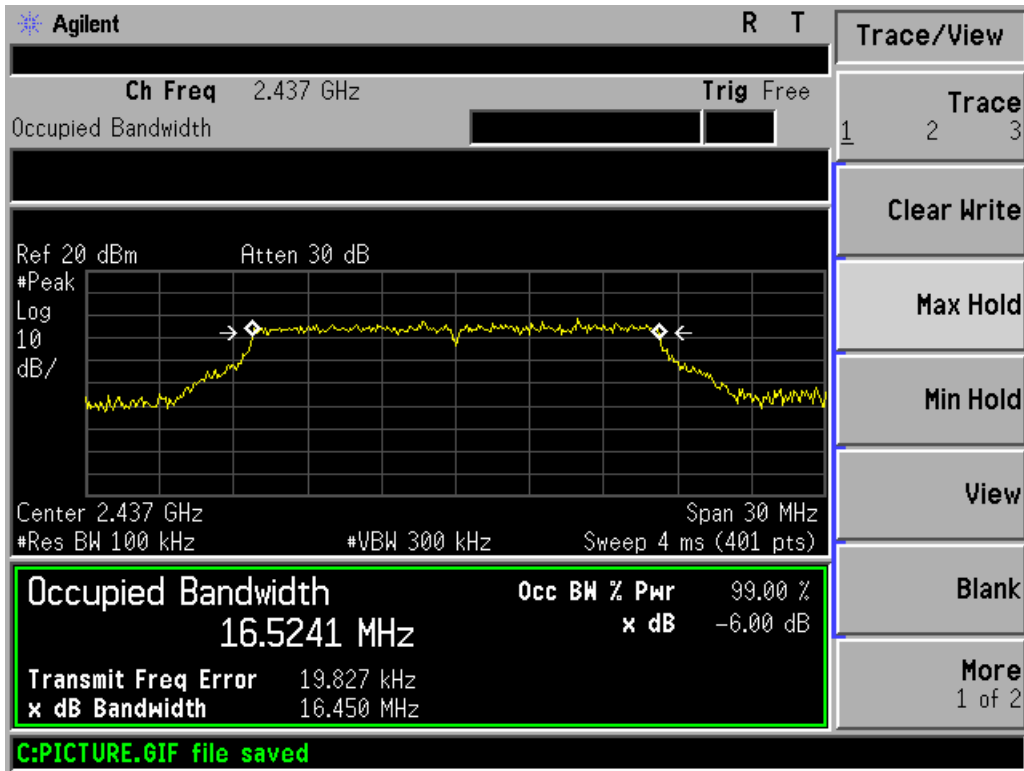 Agilent R T
Ch Freq 2.437 GHz Trig Free
Occupied Bandwidth
Ref 20 dBm Atten 30 dB
#Peak
Log
10
dB/
Center 2.437 GHz Span 30 MHz
#Res BW 100 kHz #VBW 300 kHz Sweep 4 ms (401 pts)
Occupied Bandwidth Occ BW % Pwr 99.00 %
16.5241 MHz x dB -6.00 dB
Transmit Freq Error 19.827 kHz
x dB Bandwidth 16.450 MHz
C:PICTURE.GIF file saved
Trace/View
Trace
1 2 3
Clear Write
Max Hold
Min Hold
View
Blank
More
1 of 2